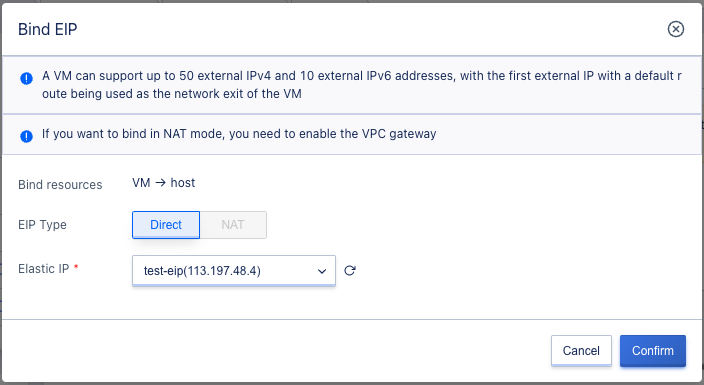 Bind EIP
A VM can support up to 50 external IPv4 and 10 external IPv6 addresses, with the first external IP with a default r
oute being used as the network exit of the VM
If you want to bind in NAT mode, you need to enable the VPC gateway
Bind resources VM → host
EIP Type Direct NAT
Elastic IP * test-eip(113.197.48.4)
Cancel Confirm